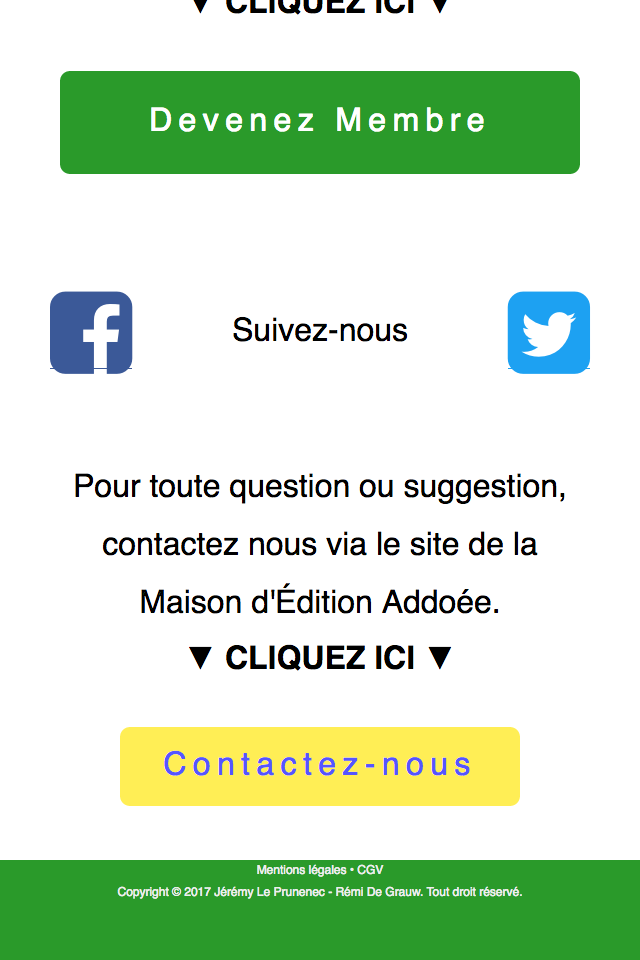 ▼ CLIQUEZ ICI ▼
Devenez Membre
Suivez-nous
Pour toute question ou suggestion,
contactez nous via le site de la
Maison d'Édition Addoée.
▼ CLIQUEZ ICI ▼
Contactez-nous
Mentions légales • CGV
Copyright © 2017 Jérémy Le Prunenec - Rémi De Grauw. Tout droit réservé.